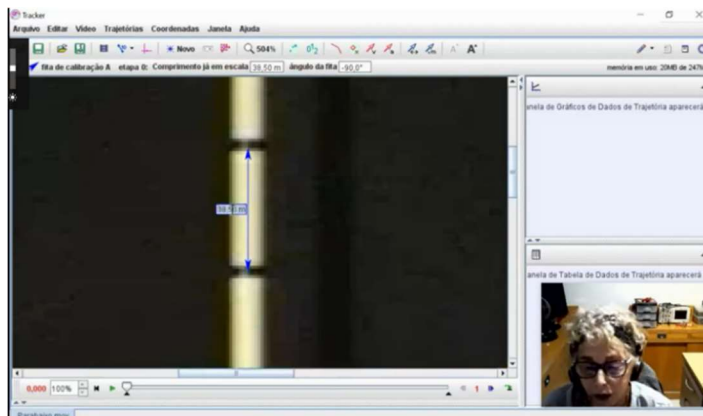 Tracker
Arquivo Editar Vídeo Trajetórias Coordenadas Janela Ajuda
Novo 504%
fita de calibração A etapa 0: Comprimento já em escala 38,50 m ângulo da fita -90,0° memória em uso: 20MB de 247M
anela de Gráficos de Dados de Trajetória aparecerá
anela de Tabela de Dados de Trajetória aparecerá
0,000 100% 1